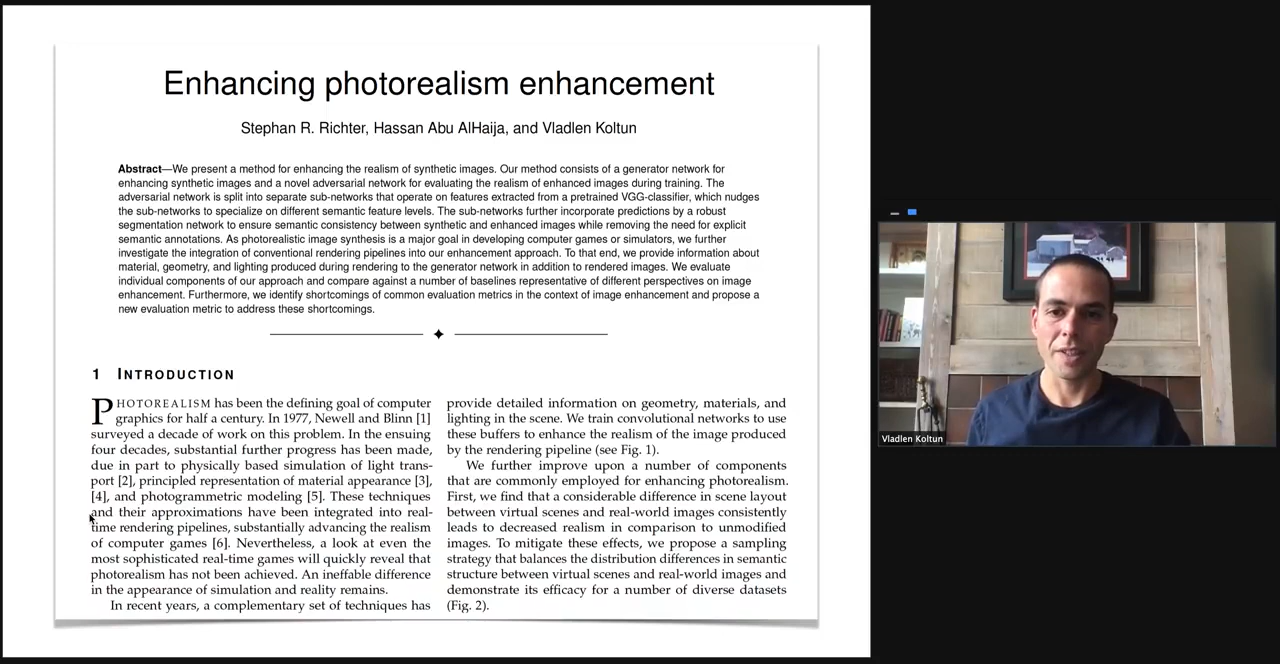 Enhancing photorealism enhancement
Stephan R. Richter, Hassan Abu AlHaija, and Vladlen Koltun
Abstract—We present a method for enhancing the realism of synthetic images. Our method consists of a generator network for
enhancing synthetic images and a novel adversarial network for evaluating the realism of enhanced images during training. The
adversarial network is split into separate sub-networks that operate on features extracted from a pretrained VGG-classifier, which nudges
the sub-networks to specialize on different semantic feature levels. The sub-networks further incorporate predictions by a robust
segmentation network to ensure semantic consistency between synthetic and enhanced images while removing the need for explicit
semantic annotations. As photorealistic image synthesis is a major goal in developing computer games or simulators, we further
investigate the integration of conventional rendering pipelines into our enhancement approach. To that end, we provide information about
material, geometry, and lighting produced during rendering to the generator network in addition to rendered images. We evaluate
individual components of our approach and compare against a number of baselines representative of different perspectives on image
enhancement. Furthermore, we identify shortcomings of common evaluation metrics in the context of image enhancement and propose a
new evaluation metric to address these shortcomings.
1 INTRODUCTION
PHOTOREALISM has been the defining goal of computer
graphics for half a century. In 1977, Newell and Blinn [1]
surveyed a decade of work on this problem. In the ensuing
four decades, substantial further progress has been made,
due in part to physically based simulation of light trans-
port [2], principled representation of material appearance [3],
[4], and photogrammetric modeling [5]. These techniques
and their approximations have been integrated into real-
time rendering pipelines, substantially advancing the realism
of computer games [6]. Nevertheless, a look at even the
most sophisticated real-time games will quickly reveal that
photorealism has not been achieved. An ineffable difference
in the appearance of simulation and reality remains.
In recent years, a complementary set of techniques has
provide detailed information on geometry, materials, and
lighting in the scene. We train convolutional networks to use
these buffers to enhance the realism of the image produced
by the rendering pipeline (see Fig. 1).
We further improve upon a number of components
that are commonly employed for enhancing photorealism.
First, we find that a considerable difference in scene layout
between virtual scenes and real-world images consistently
leads to decreased realism in comparison to unmodified
images. To mitigate these effects, we propose a sampling
strategy that balances the distribution differences in semantic
structure between virtual scenes and real-world images and
demonstrate its efficacy for a number of diverse datasets
(Fig. 2).
Vladlen Koltun